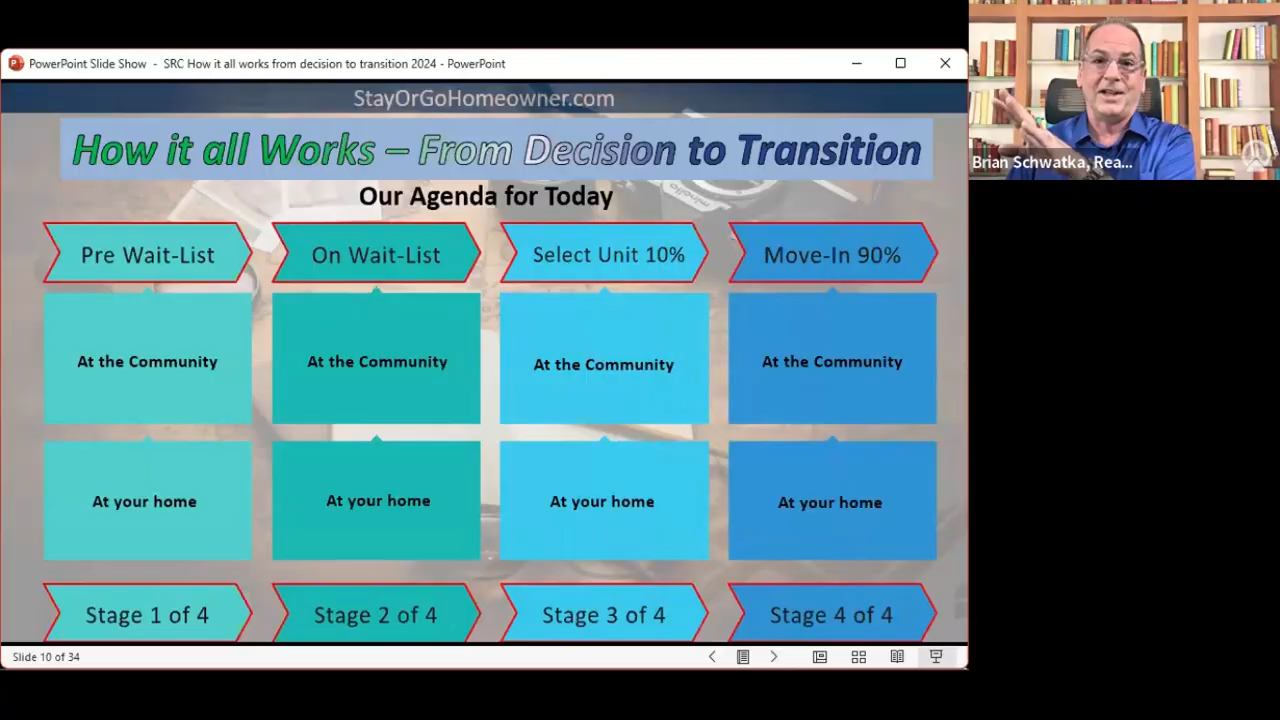 PowerPoint Slide Show - SRC How it all works from decision to transition 2024 - PowerPoint
StayOrGoHomeowner.com
How it all Works – From Decision to Transition
Our Agenda for Today
Pre Wait-List
On Wait-List
Select Unit 10%
Move-In 90%
At the Community
At the Community
At the Community
At the Community
At your home
At your home
At your home
At your home
Stage 1 of 4
Stage 2 of 4
Stage 3 of 4
Stage 4 of 4
Slide 10 of 34
Brian Schwatka, Rea...